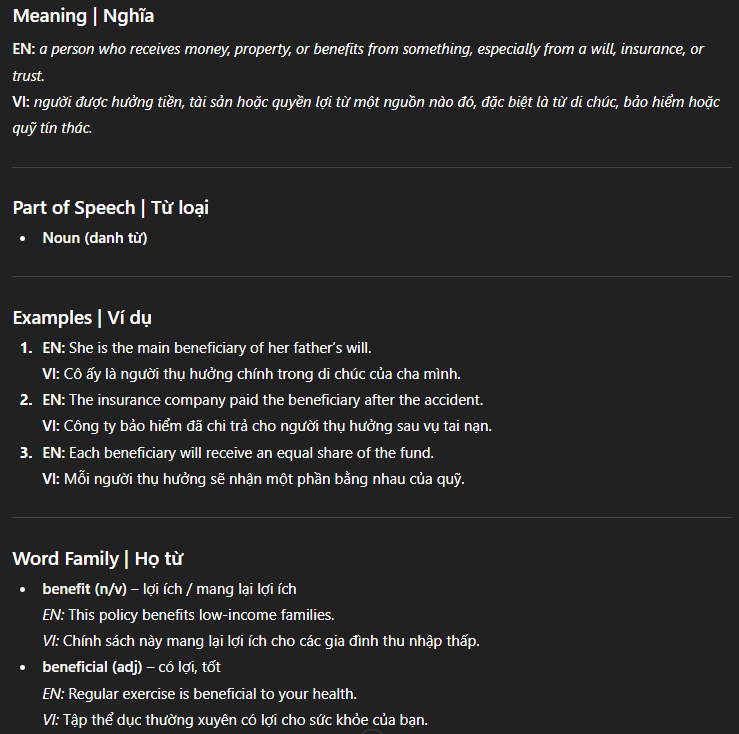 Meaning | Nghĩa
EN: a person who receives money, property, or benefits from something, especially from a will, insurance, or
trust.
VI: người được hưởng tiền, tài sản hoặc quyền lợi từ một nguồn nào đó, đặc biệt là từ di chúc, bảo hiểm hoặc
quỹ tín thác.
Part of Speech | Từ loại
• Noun (danh từ)
Examples | Ví dụ
1. EN: She is the main beneficiary of her father’s will.
VI: Cô ấy là người thụ hưởng chính trong di chúc của cha mình.
2. EN: The insurance company paid the beneficiary after the accident.
VI: Công ty bảo hiểm đã chi trả cho người thụ hưởng sau vụ tai nạn.
3. EN: Each beneficiary will receive an equal share of the fund.
VI: Mỗi người thụ hưởng sẽ nhận một phần bằng nhau của quỹ.
Word Family | Họ từ
• benefit (n/v) – lợi ích / mang lại lợi ích
EN: This policy benefits low-income families.
VI: Chính sách này mang lại lợi ích cho các gia đình thu nhập thấp.
• beneficial (adj) – có lợi, tốt
EN: Regular exercise is beneficial to your health.
VI: Tập thể dục thường xuyên có lợi cho sức khỏe của bạn.